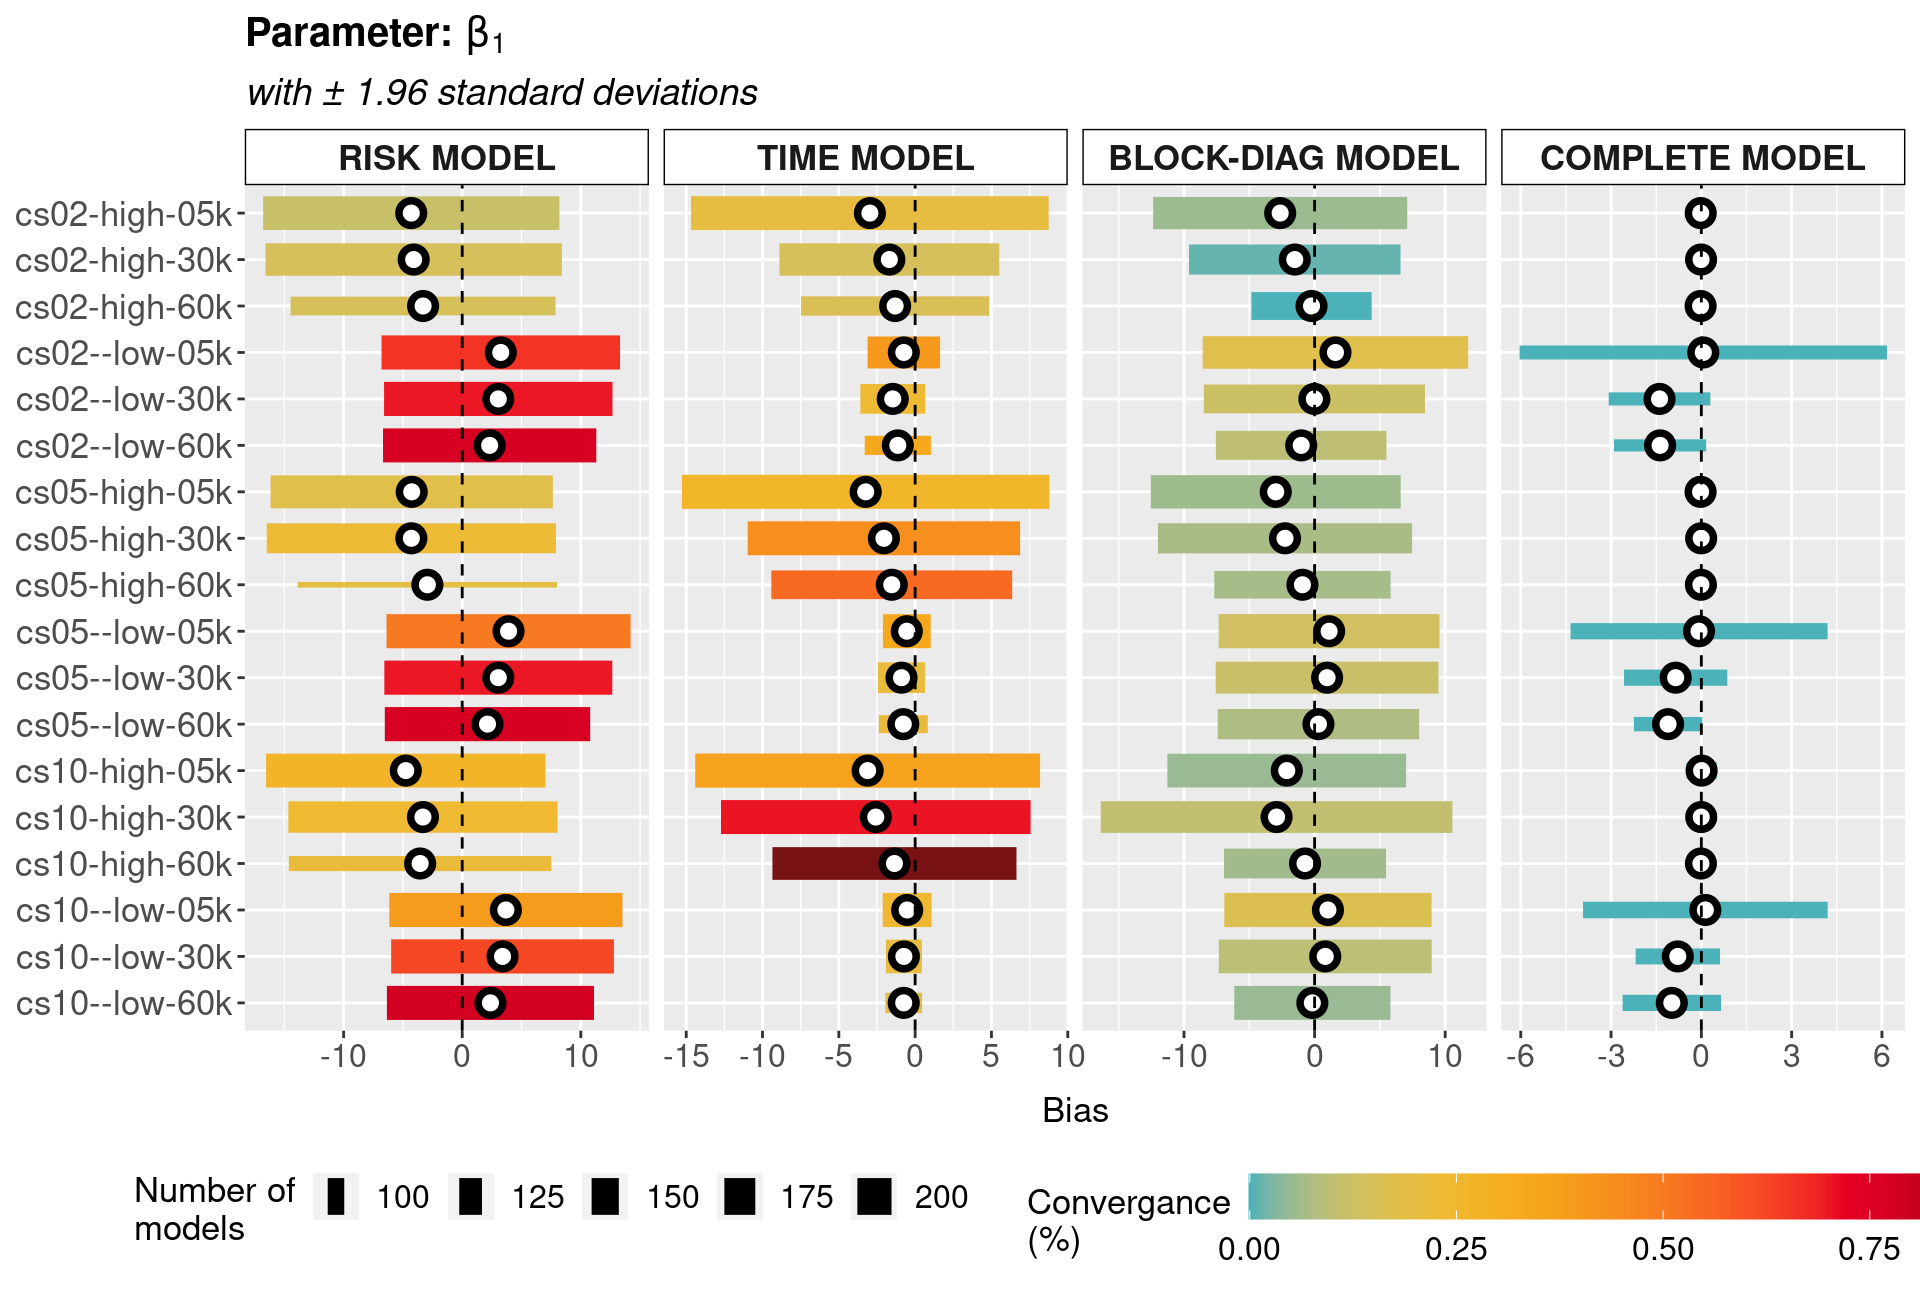 Parameter: β₁
with ± 1.96 standard deviations
RISK MODEL TIME MODEL BLOCK-DIAG MODEL COMPLETE MODEL
cs02-high-05k
cs02-high-30k
cs02-high-60k
cs02--low-05k
cs02--low-30k
cs02--low-60k
cs05-high-05k
cs05-high-30k
cs05-high-60k
cs05--low-05k
cs05--low-30k
cs05--low-60k
cs10-high-05k
cs10-high-30k
cs10-high-60k
cs10--low-05k
cs10--low-30k
cs10--low-60k
-10 0 10 -15 -10 -5 0 5 10 -10 0 10 -6 -3 0 3 6
Bias
Number of
models
100 125 150 175 200
Convergance
(%)
0.00 0.25 0.50 0.75